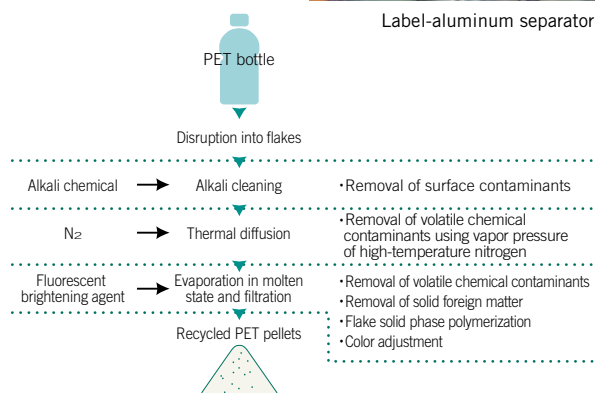 Label-aluminum separator
PET bottle
Disruption into flakes
Alkali chemical
Alkali cleaning
・Removal of surface contaminants
N2
Thermal diffusion
・Removal of volatile chemical
contaminants using vapor pressure
of high-temperature nitrogen
Fluorescent
brightening agent
Evaporation in molten
state and filtration
・Removal of volatile chemical contaminants
・Removal of solid foreign matter
・Flake solid phase polymerization
・Color adjustment
Recycled PET pellets